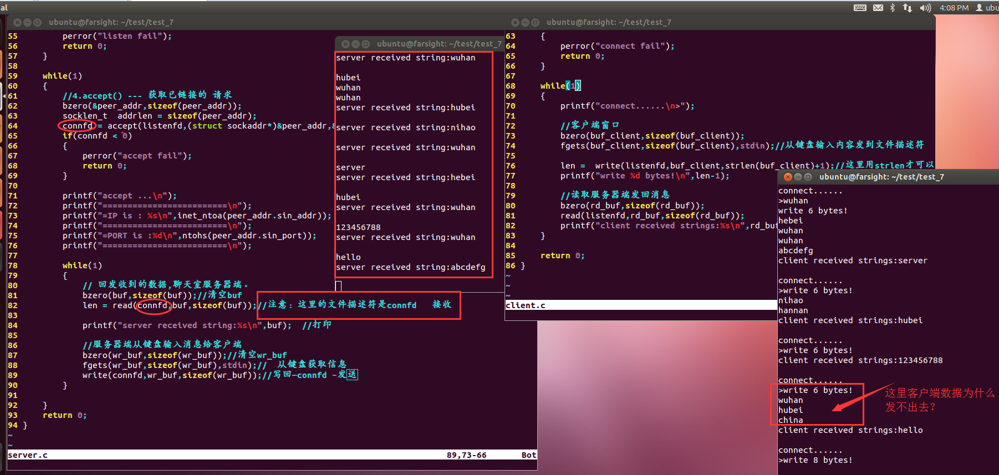 al
4:08 PM
ubu
ubuntu@farsight: ~/test/test_7
55 perror("listen fail");
56 return 0;
57 }
58
59 while(1)
60 {
61 //4.accept() --- 获取已链接的 请求
62 bzero(&peer_addr,sizeof(peer_addr));
63 socklen_t addrlen = sizeof(peer_addr);
64 connfd = accept(listenfd,(struct sockaddr*)&peer_addr,&
65 if(connfd < 0)
66 {
67 perror("accept fail");
68 return 0;
69 }
70
71 printf("accept ...\n");
72 printf("=========================\n");
73 printf("=IP is : %s\n",inet_ntoa(peer_addr.sin_addr));
74 printf("=========================\n");
75 printf("=PORT is :%d\n",ntohs(peer_addr.sin_port));
76 printf("=========================\n");
77
78 while(1)
79 {
80 // 回发收到的数据,聊天室服务器端。
81 bzero(buf,sizeof(buf));//清空buf
82 len = read(connfd,buf,sizeof(buf));//注意：这里的文件描述符是connfd 接收
83
84 printf("server received string:%s\n",buf); //打印
85
86 //服务器端从键盘输入消息给客户端
87 bzero(wr_buf,sizeof(wr_buf));//清空wr_buf
88 fgets(wr_buf,sizeof(wr_buf),stdin);// 从键盘获取信息
89 write(connfd,wr_buf,sizeof(wr_buf));//写回—connfd -发送
90 }
91
92 }
93 return 0;
94 }
~
~
server.c 89,73-66 Bot
ubuntu@farsight: ~/test/test_7
server received string:wuhan
hubei
wuhan
wuhan
server received string:hubei
server received string:nihao
server received string:wuhan
server
server received string:hebei
hubei
server received string:wuhan
123456788
server received string:wuhan
hello
server received string:abcdefg
ubuntu@farsight: ~/test/test_7
63 {
64 perror("connect fail");
65 return 0;
66 }
67
68 while(1)
69 {
70 printf("connect......\n>");
71
72 //客户端窗口
73 bzero(buf_client,sizeof(buf_client));
74 fgets(buf_client,sizeof(buf_client),stdin);//从键盘输入内容发到文件描述符
75
76 len = write(listenfd,buf_client,strlen(buf_client)+1);//这里用strlen才可以
77 printf("write %d bytes!\n",len-1);
78
79 //读取服务器端发回消息
80 bzero(rd_buf,sizeof(rd_buf));
81 read(listenfd,rd_buf,sizeof(rd_buf));
82 printf("client received strings:%s\n",rd_buf
83 }
84
85 return 0;
86 }
~
~
~
client.c
ubuntu@farsight: ~/test/test_7
connect......
>wuhan
write 6 bytes!
hebei
wuhan
wuhan
abcdefg
client received strings:server
connect......
>write 6 bytes!
nihao
hannan
client received strings:hubei
connect......
>write 6 bytes!
client received strings:123456788
connect......
>write 6 bytes!
wuhan
hubei
china
client received strings:hello
connect......
>write 8 bytes!
这里客户端数据为什么
发不出去？